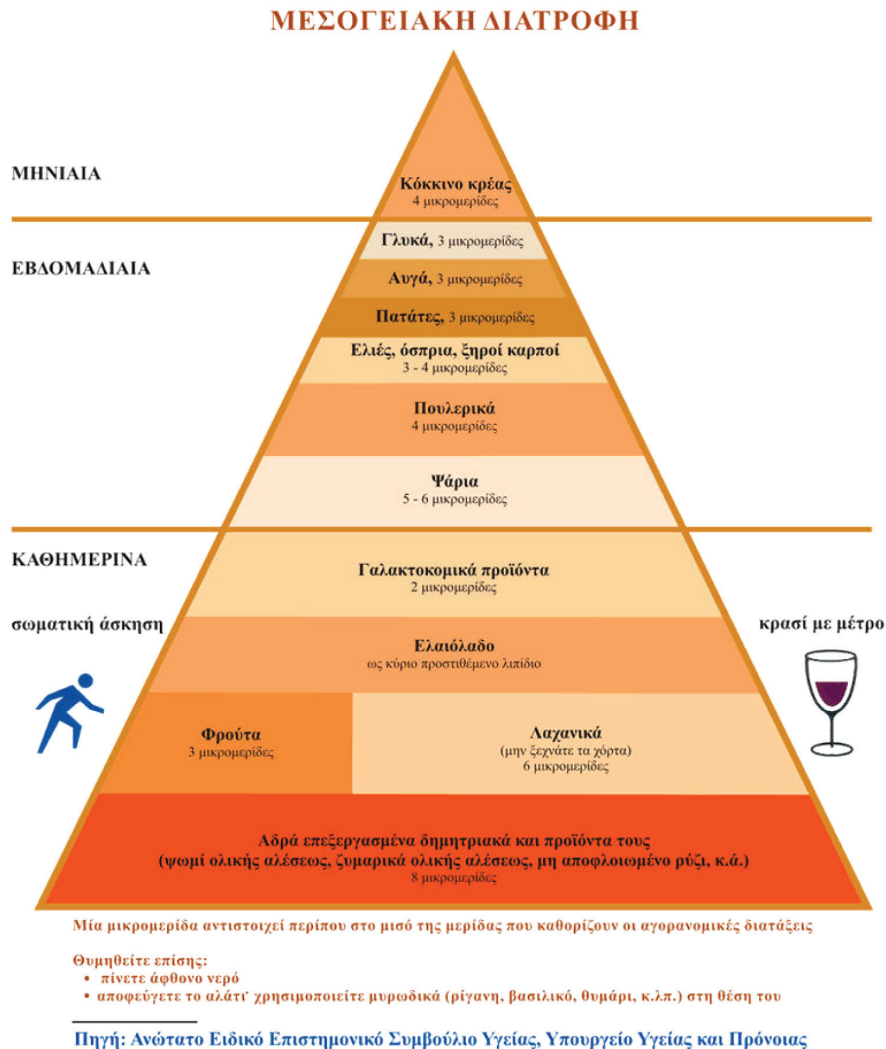 ΜΕΣΟΓΕΙΑΚΗ ΔΙΑΤΡΟΦΗ
ΜΗΝΙΑΙΑ
Κόκκινο κρέας
4 μικρομερίδες
ΕΒΔΟΜΑΔΙΑΙΑ
Γλυκά, 3 μικρομερίδες
Αυγά, 3 μικρομερίδες
Πατάτες, 3 μικρομερίδες
Ελιές, όσπρια, ξηροί καρποί
3 - 4 μικρομερίδες
Πουλερικά
4 μικρομερίδες
Ψάρια
5 - 6 μικρομερίδες
ΚΑΘΗΜΕΡΙΝΑ
Γαλακτοκομικά προϊόντα
2 μικρομερίδες
σωματική άσκηση
κρασί με μέτρο
Ελαιόλαδο
ως κύριο προστιθέμενο λιπίδιο
Φρούτα
3 μικρομερίδες
Λαχανικά
(μην ξεχνάτε τα χόρτα)
6 μικρομερίδες
Αδρά επεξεργασμένα δημητριακά και προϊόντα τους
(ψωμί ολικής αλέσεως, ζυμαρικά ολικής αλέσεως, μη αποφλοιωμένο ρύζι, κ.ά.)
8 μικρομερίδες
Μία μικρομερίδα αντιστοιχεί περίπου στο μισό της μερίδας που καθορίζουν οι αγορανομικές διατάξεις
Θυμηθείτε επίσης:
• πίνετε άφθονο νερό
• αποφεύγετε το αλάτι· χρησιμοποιείτε μυρωδικά (ρίγανη, βασιλικό, θυμάρι, κ.λπ.) στη θέση του
Πηγή: Ανώτατο Ειδικό Επιστημονικό Συμβούλιο Υγείας, Υπουργείο Υγείας και Πρόνοιας